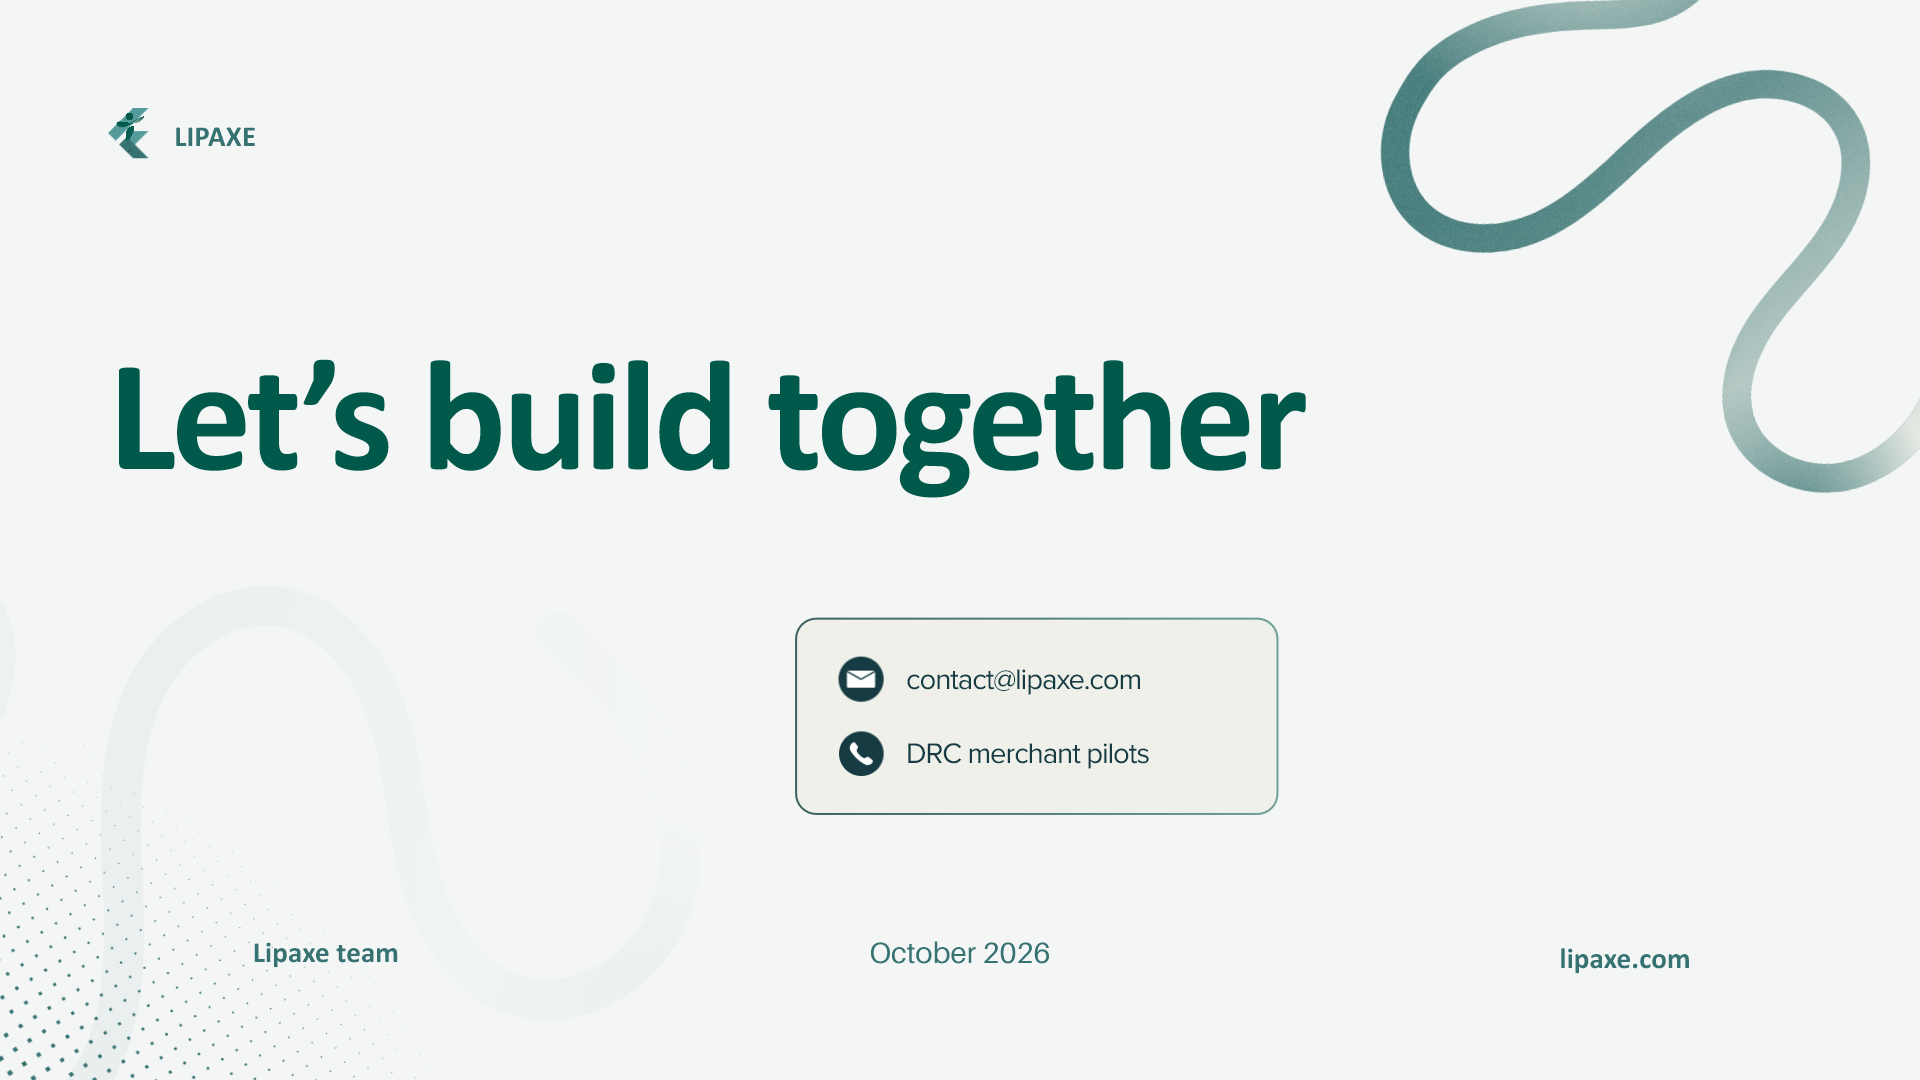 LIPAXE
Let’s build together
contact@lipaxe.com
DRC merchant pilots
Lipaxe team
October 2026
lipaxe.com